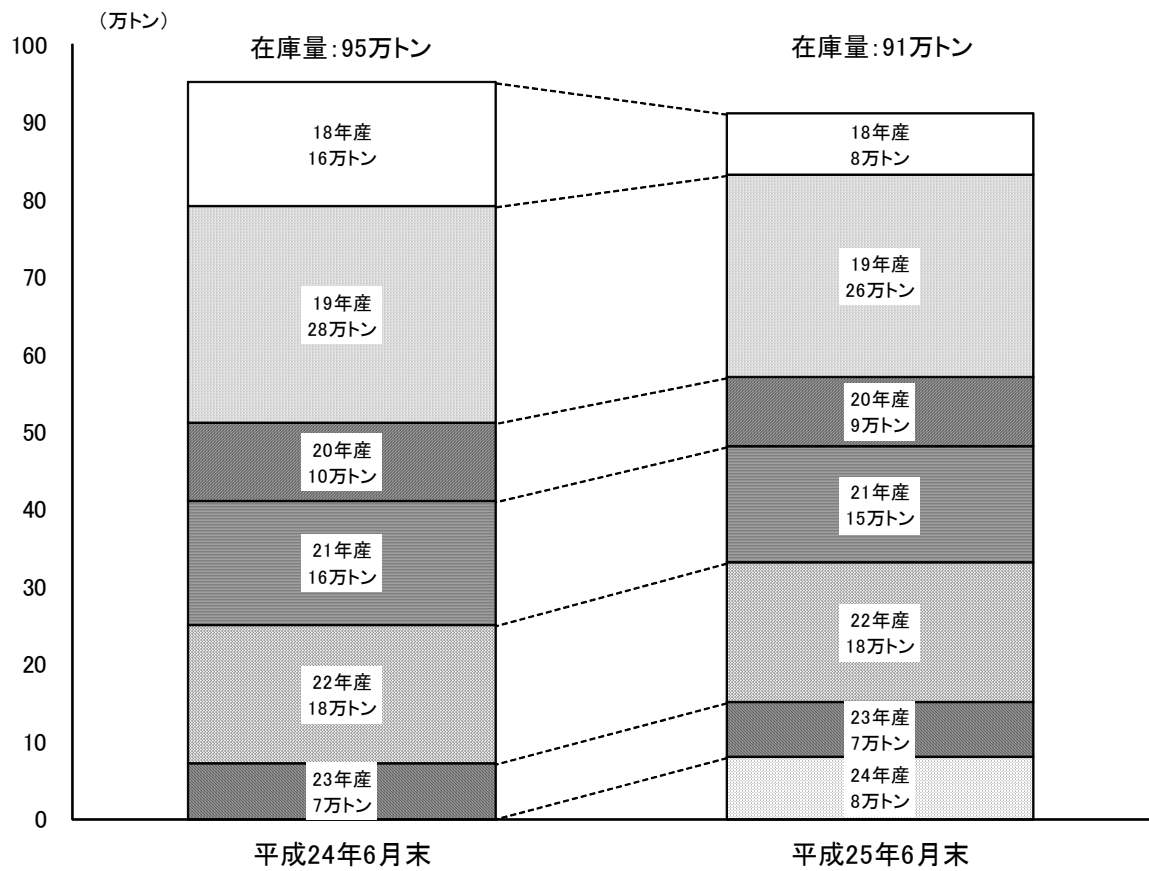 （万トン）
在庫量：95万トン
在庫量：91万トン
100
90
80
70
60
50
40
30
20
10
0
18年産
16万トン
19年産
28万トン
20年産
10万トン
21年産
16万トン
22年産
18万トン
23年産
7万トン
18年産
8万トン
19年産
26万トン
20年産
9万トン
21年産
15万トン
22年産
18万トン
23年産
7万トン
24年産
8万トン
平成24年6月末
平成25年6月末